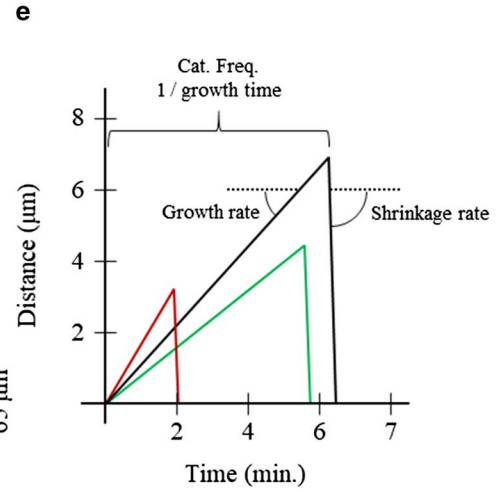 e
Cat. Freq.
1 / growth time
8
6
4
2
Growth rate
Shrinkage rate
Distance (µm)
2
4
6
7
Time (min.)